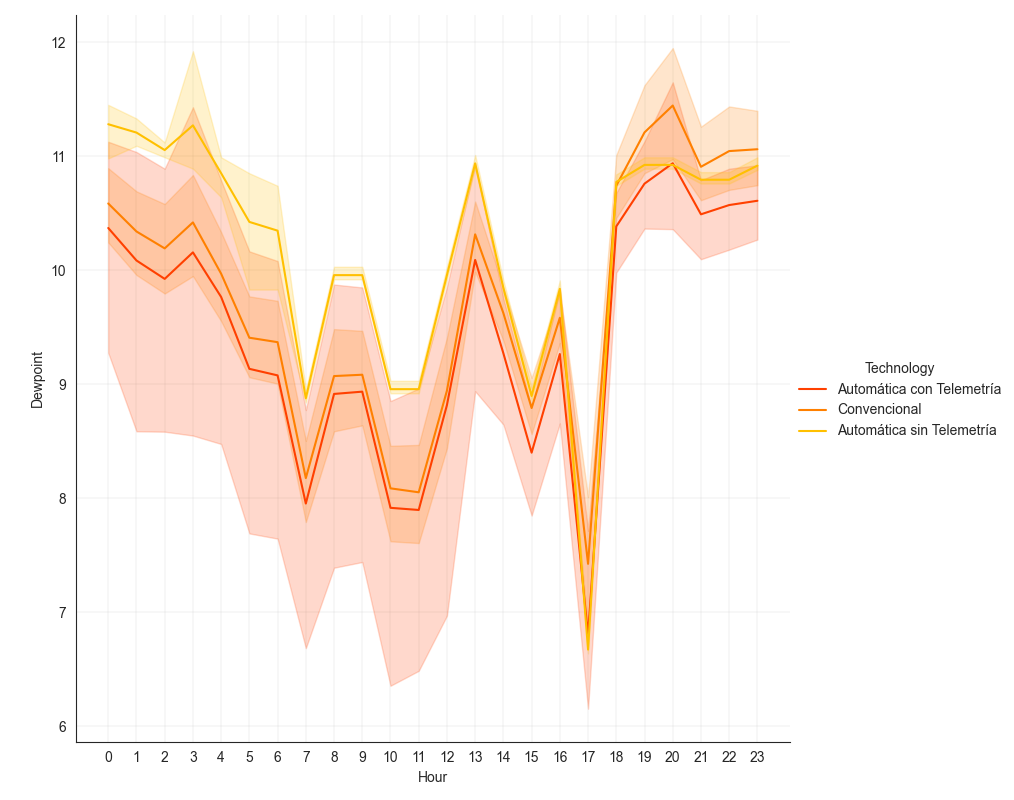 12
11
10
9
8
7
6
Dewpoint
0 1 2 3 4 5 6 7 8 9 10 11 12 13 14 15 16 17 18 19 20 21 22 23
Hour
Technology
Automática con Telemetría
Convencional
Automática sin Telemetría